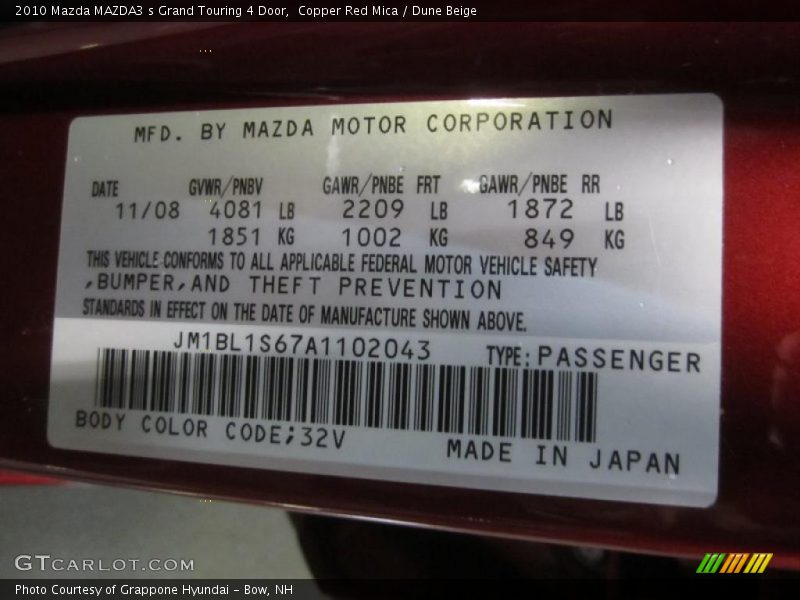 2010 Mazda MAZDA3 s Grand Touring 4 Door,  Copper Red Mica / Dune Beige
MFD. BY MAZDA MOTOR CORPORATION
DATE GVWR/PNBV GAWR/PNBE FRT GAWR/PNBE RR
11/08 4081 LB 2209 LB 1872 LB
1851 KG 1002 KG 849 KG
THIS VEHICLE CONFORMS TO ALL APPLICABLE FEDERAL MOTOR VEHICLE SAFETY
,BUMPER,AND THEFT PREVENTION
STANDARDS IN EFFECT ON THE DATE OF MANUFACTURE SHOWN ABOVE.
JM1BL1S67A1102043 TYPE: PASSENGER
BODY COLOR CODE;32V
MADE IN JAPAN
GTCARLOT.COM
Photo Courtesy of Grappone Hyundai - Bow, NH